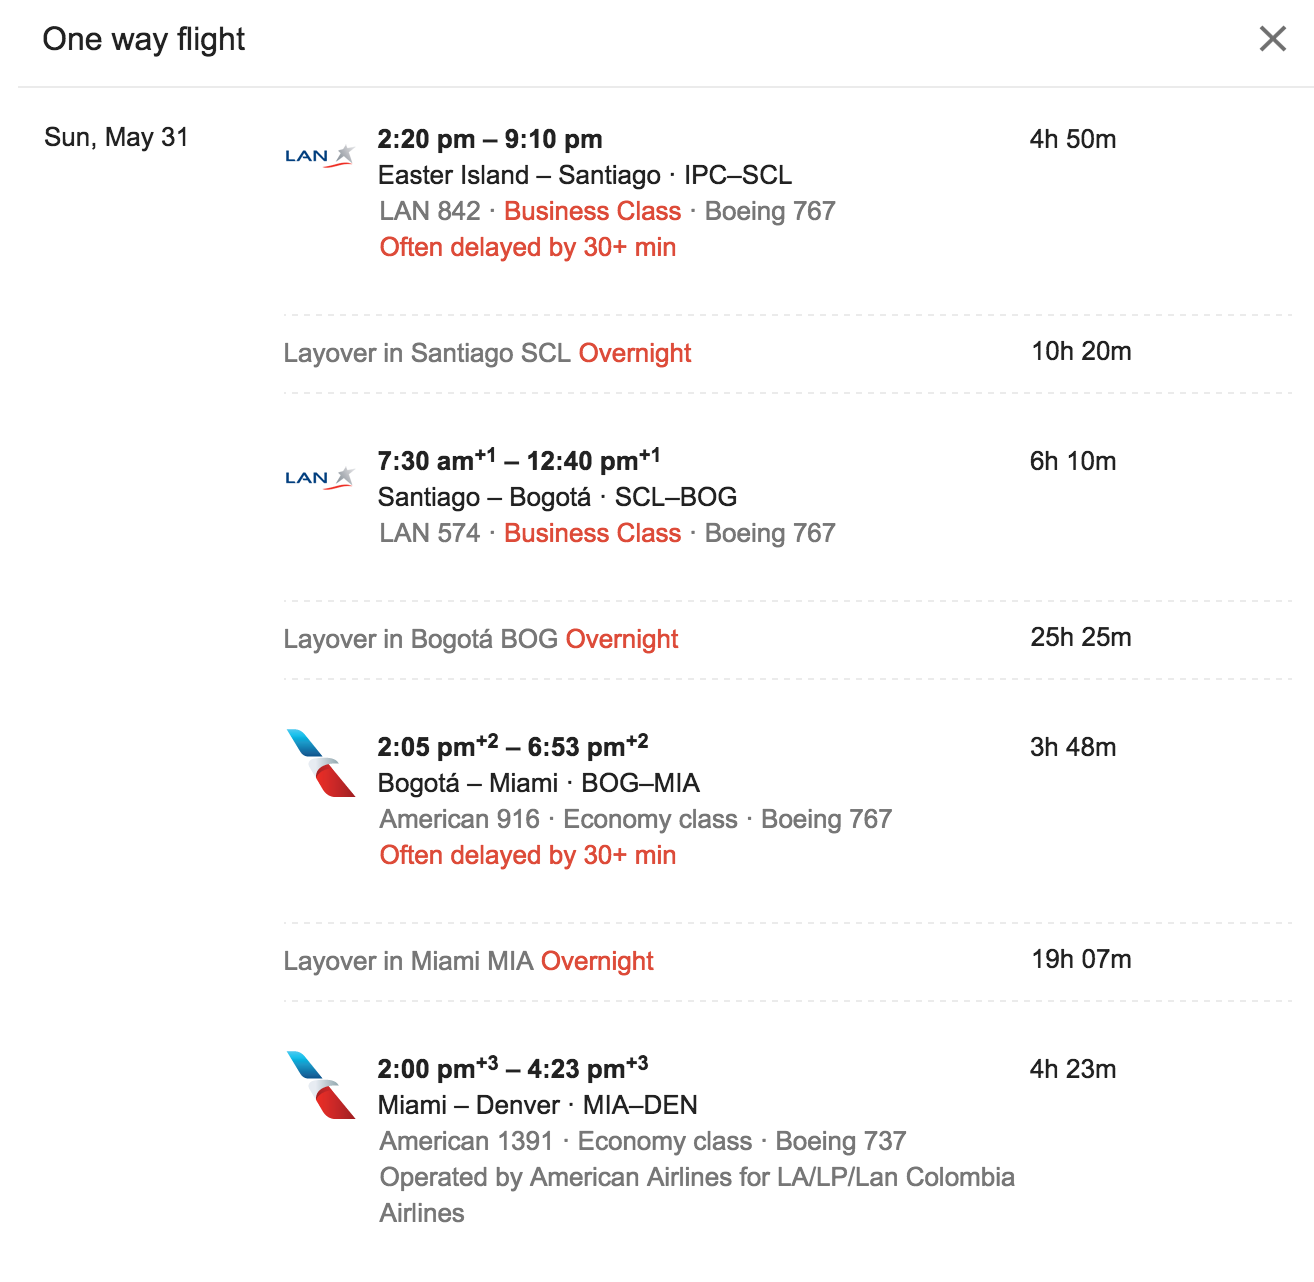 One way flight
Sun, May 31
LAN
2:20 pm – 9:10 pm
4h 50m
Easter Island – Santiago · IPC–SCL
LAN 842 · Business Class · Boeing 767
Often delayed by 30+ min
Layover in Santiago SCL Overnight
10h 20m
LAN
7:30 am+1 – 12:40 pm+1
6h 10m
Santiago – Bogotá · SCL–BOG
LAN 574 · Business Class · Boeing 767
Layover in Bogotá BOG Overnight
25h 25m
2:05 pm+2 – 6:53 pm+2
3h 48m
Bogotá – Miami · BOG–MIA
American 916 · Economy class · Boeing 767
Often delayed by 30+ min
Layover in Miami MIA Overnight
19h 07m
2:00 pm+3 – 4:23 pm+3
4h 23m
Miami – Denver · MIA–DEN
American 1391 · Economy class · Boeing 737
Operated by American Airlines for LA/LP/Lan Colombia
Airlines